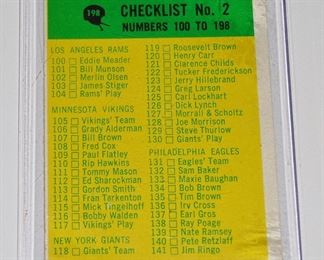 198
CHECKLIST No. 2
NUMBERS 100 TO 198
LOS ANGELES RAMS
100 Eddie Meador
101 Bill Munson
102 Merlin Olsen
103 James Stiger
104 Rams' Play
MINNESOTA VIKINGS
105 Vikings' Team
106 Grady Alderman
107 Bill Brown
108 Fred Cox
109 Paul Flatley
110 Rip Hawkins
111 Tommy Mason
112 Ed Sharockman
113 Gordon Smith
114 Fran Tarkenton
115 Mick Tingelhoff
116 Bobby Walden
117 Vikings' Play
NEW YORK GIANTS
118 Giants' Team
119 Roosevelt Brown
120 Henry Carr
121 Clarence Childs
122 Tucker Frederickson
123 Jerry Hillebrand
124 Greg Larson
125 Carl Lockhart
126 Dick Lynch
127 Morrall & Scholtz
128 Joe Morrison
129 Steve Thurlow
130 Giants' Play
PHILADELPHIA EAGLES
131 Eagles' Team
132 Sam Baker
133 Maxie Baughan
134 Bob Brown
135 Tim Brown
136 Irv Cross
137 Earl Gros
138 Ray Poage
139 Nate Ramsey
140 Pete Retzlaff
141 Jim Ringo